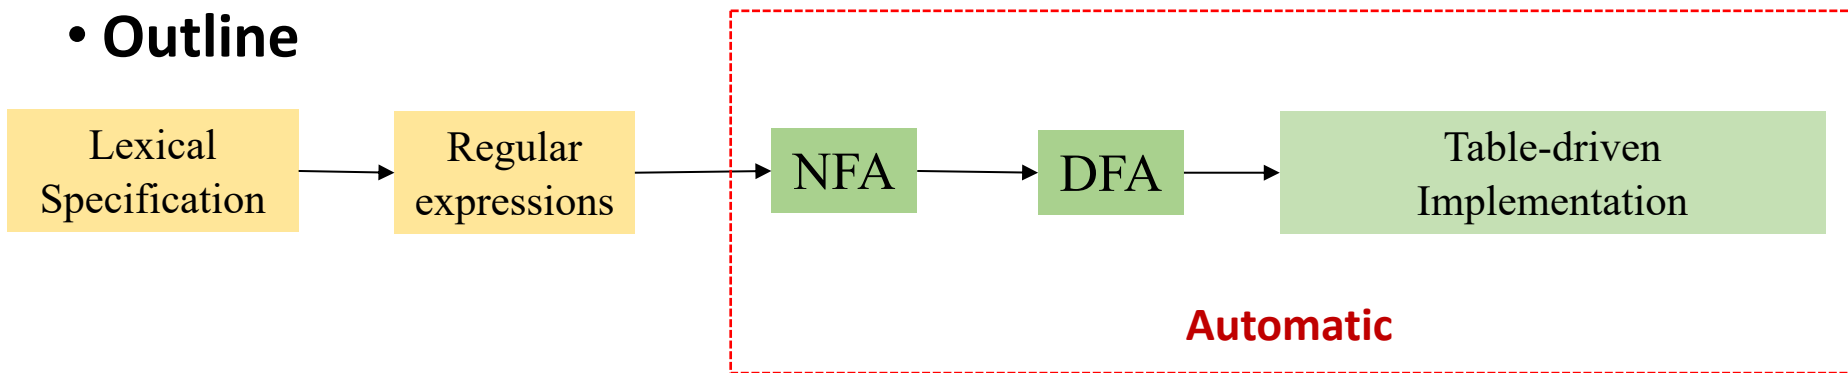 • Outline
Lexical
Specification
Regular
expressions
NFA
DFA
Table-driven
Implementation
Automatic